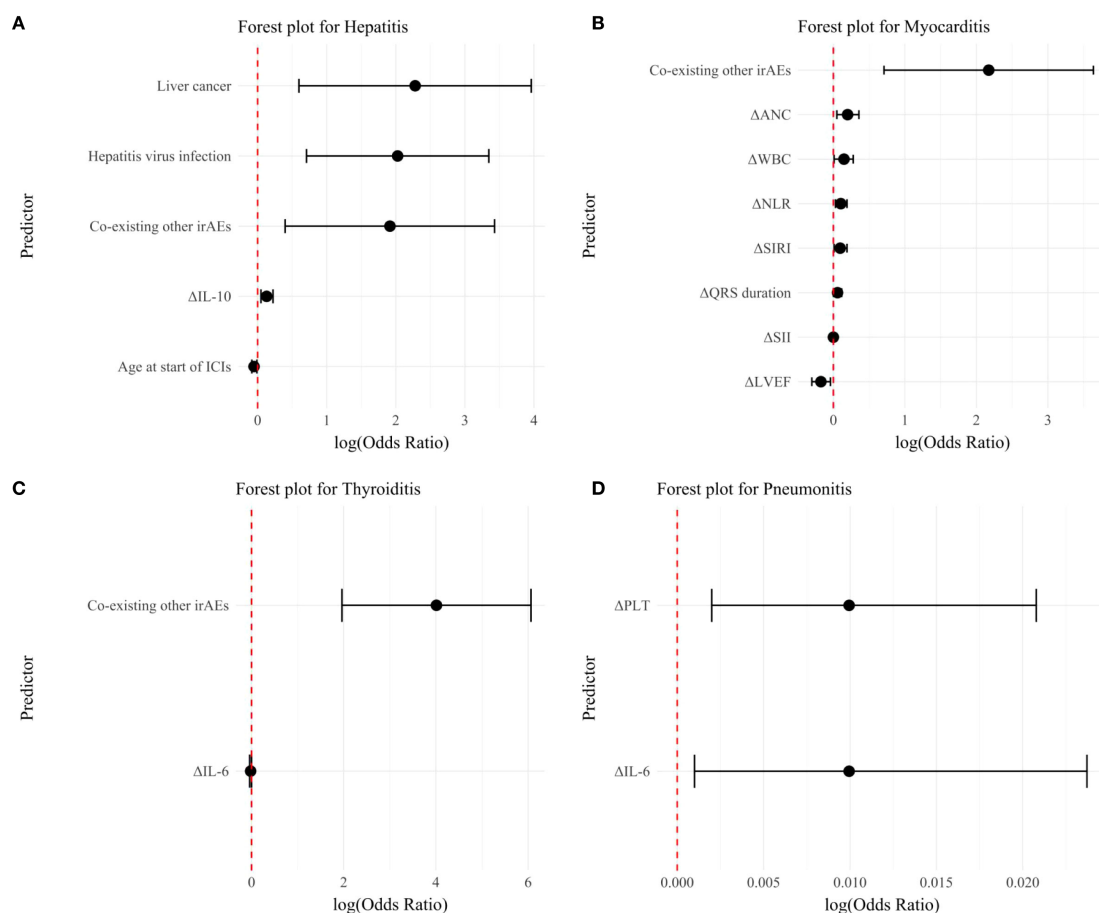 A
Forest plot for Hepatitis
Predictor
Liver cancer
Hepatitis virus infection
Co-existing other irAEs
ΔIL-10
Age at start of ICIs
0 1 2 3 4
log(Odds Ratio)
B
Forest plot for Myocarditis
Predictor
Co-existing other irAEs
ΔANC
ΔWBC
ΔNLR
ΔSIRI
ΔQRS duration
ΔSII
ΔLVEF
0 1 2 3
log(Odds Ratio)
C
Forest plot for Thyroiditis
Predictor
Co-existing other irAEs
ΔIL-6
0 2 4 6
log(Odds Ratio)
D
Forest plot for Pneumonitis
Predictor
ΔPLT
ΔIL-6
0.000 0.005 0.010 0.015 0.020
log(Odds Ratio)